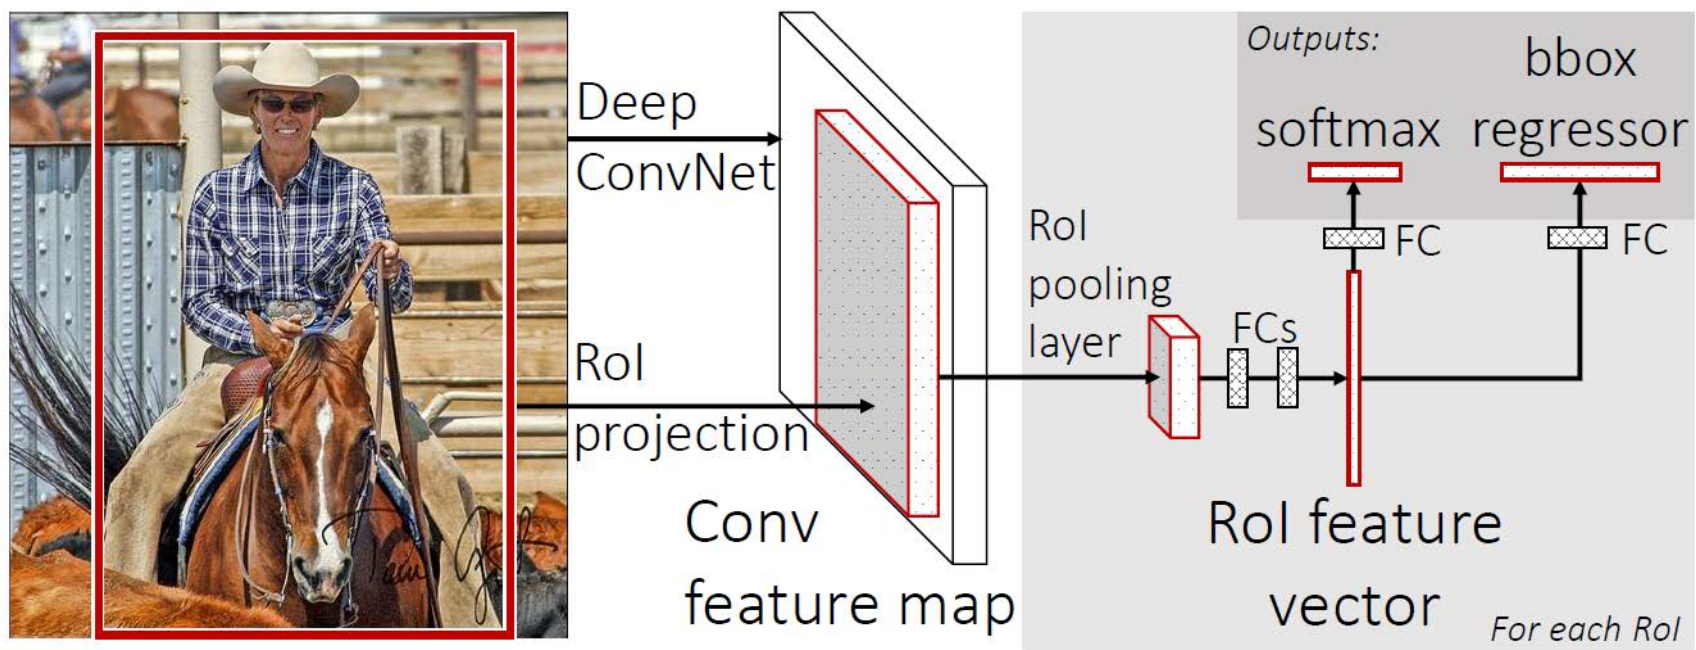 Deep
ConvNet
RoI
projection
Conv
feature map
RoI
pooling
layer
FCs
RoI feature
vector
For each RoI
Outputs:
softmax
bbox
regressor
FC
FC